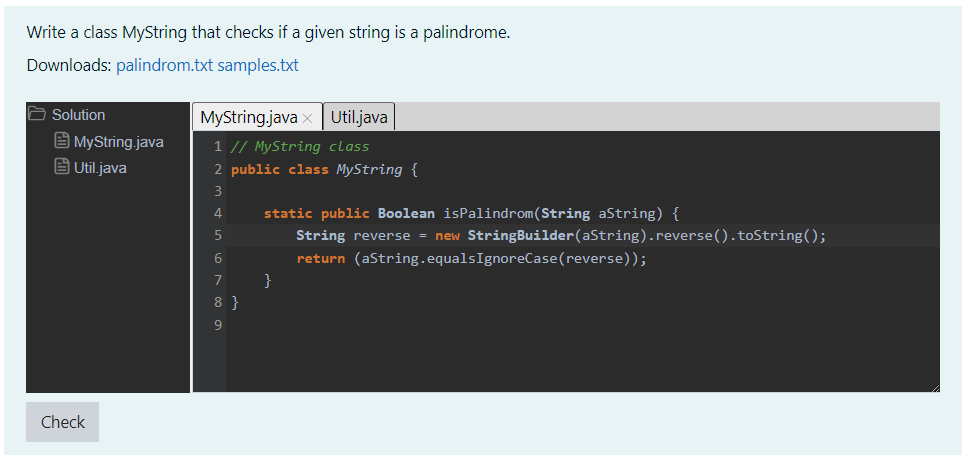 Write a class MyString that checks if a given string is a palindrome.
Downloads: palindrom.txt samples.txt
Solution
MyString.java
Util.java
MyString.java × Util.java
1 // MyString class
2 public class MyString {
3
4     static public Boolean isPalindrom(String aString) {
5         String reverse = new StringBuilder(aString).reverse().toString();
6         return (aString.equalsIgnoreCase(reverse));
7     }
8 }
9
Check